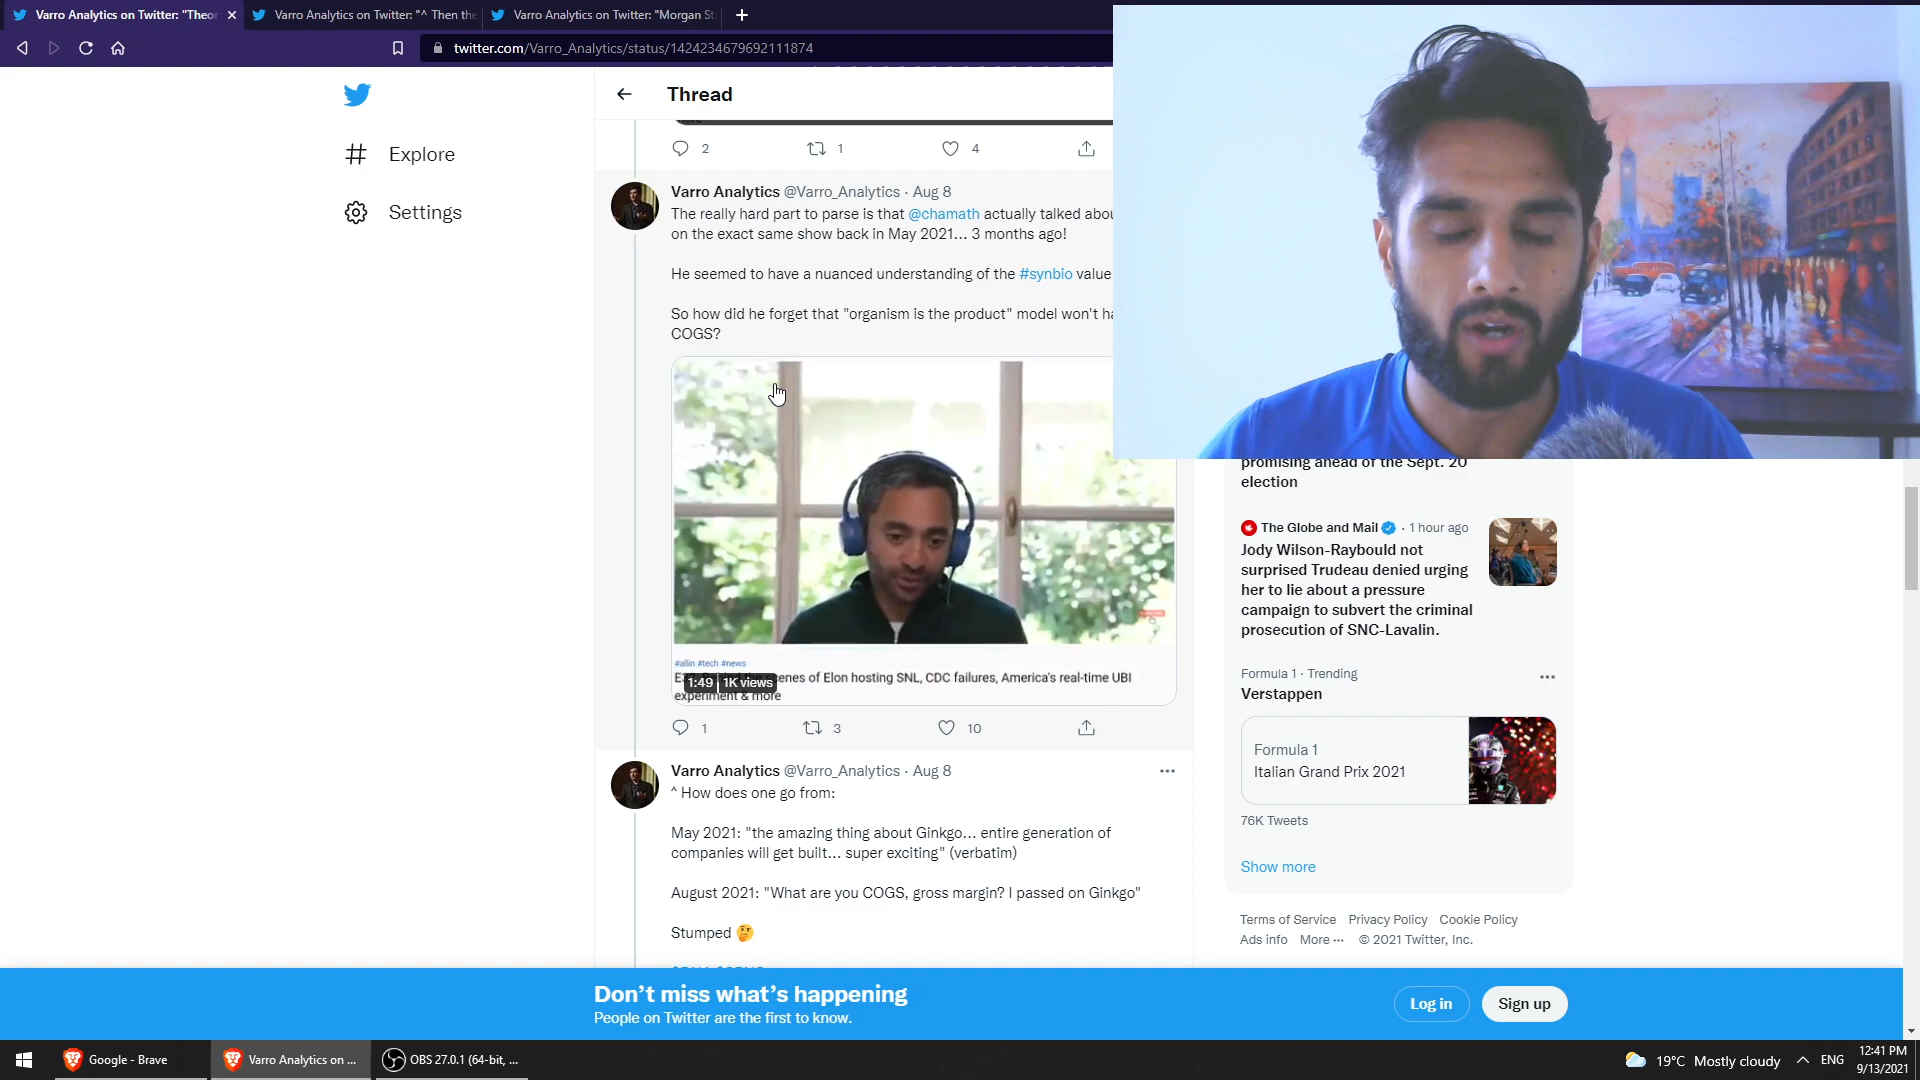 Varro Analytics on Twitter: "Theo
Varro Analytics on Twitter: "^ Then the
Varro Analytics on Twitter: "Morgan St
twitter.com/Varro_Analytics/status/1424234679692111874
Thread
Explore
Settings
2 1 4
Varro Analytics @Varro_Analytics · Aug 8
The really hard part to parse is that @chamath actually talked abou
on the exact same show back in May 2021... 3 months ago!
He seemed to have a nuanced understanding of the #synbio value
So how did he forget that "organism is the product" model won't ha
COGS?
#allin #tech #news
scenes of Elon hosting SNL, CDC failures, America's real-time UBI
experiment & more
1:49 1K views
1 3 10
Varro Analytics @Varro_Analytics · Aug 8
^ How does one go from:
May 2021: "the amazing thing about Ginkgo... entire generation of
companies will get built... super exciting" (verbatim)
August 2021: "What are you COGS, gross margin? I passed on Ginkgo"
Stumped 🤔
promising ahead of the Sept. 20
election
The Globe and Mail · 1 hour ago
Jody Wilson-Raybould not
surprised Trudeau denied urging
her to lie about a pressure
campaign to subvert the criminal
prosecution of SNC-Lavalin.
Formula 1 · Trending
Verstappen
Formula 1
Italian Grand Prix 2021
76K Tweets
Show more
Terms of Service Privacy Policy Cookie Policy
Ads info More ··· © 2021 Twitter, Inc.
Don't miss what's happening
People on Twitter are the first to know.
Log in
Sign up
Google - Brave
Varro Analytics on ...
OBS 27.0.1 (64-bit, ...
19°C Mostly cloudy
ENG
12:41 PM
9/13/2021